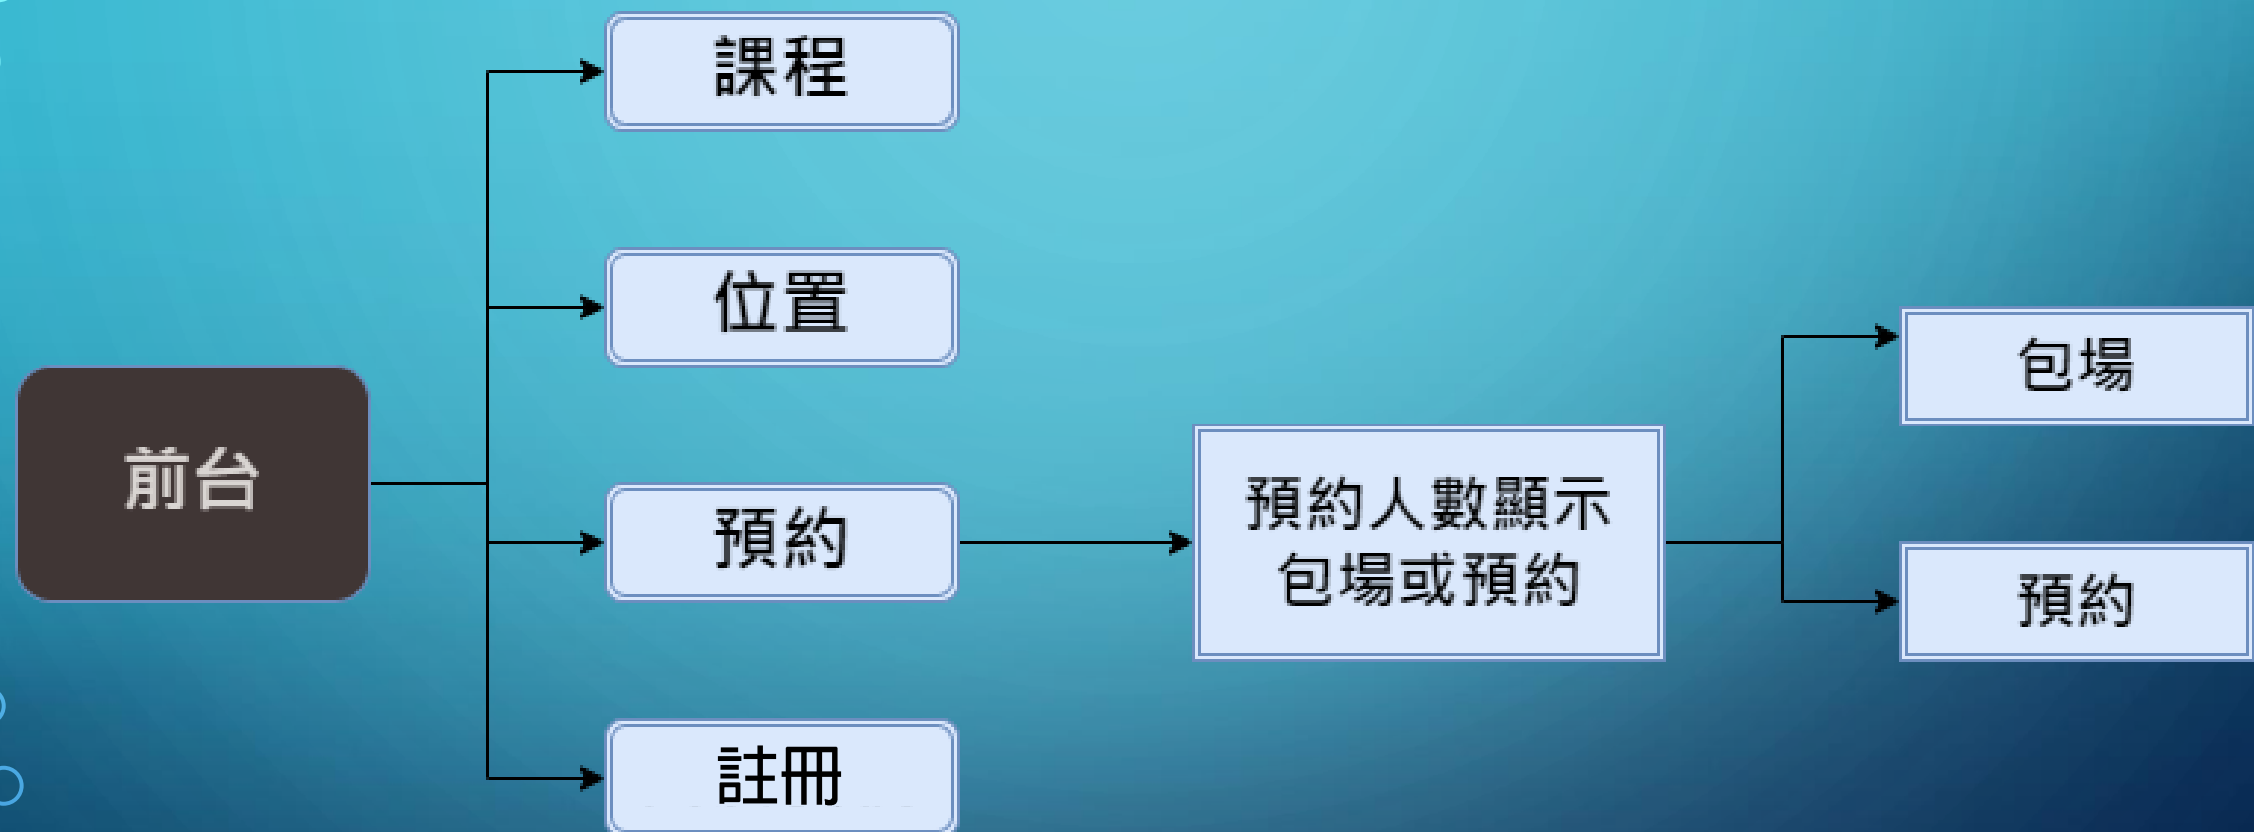 前台
課程
位置
預約
註冊
預約人數顯示
包場或預約
包場
預約